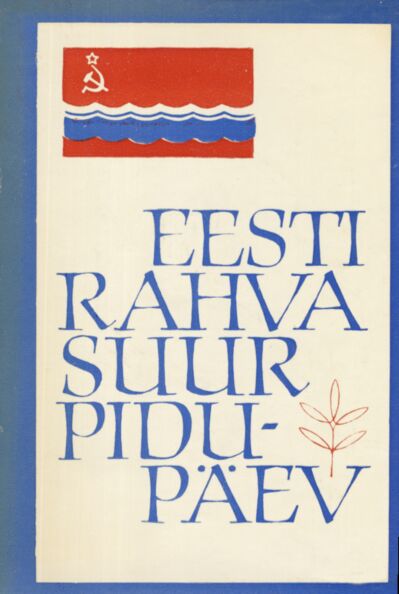 EESTI
RAHVA
SUUR
PIDU-
PÄEV